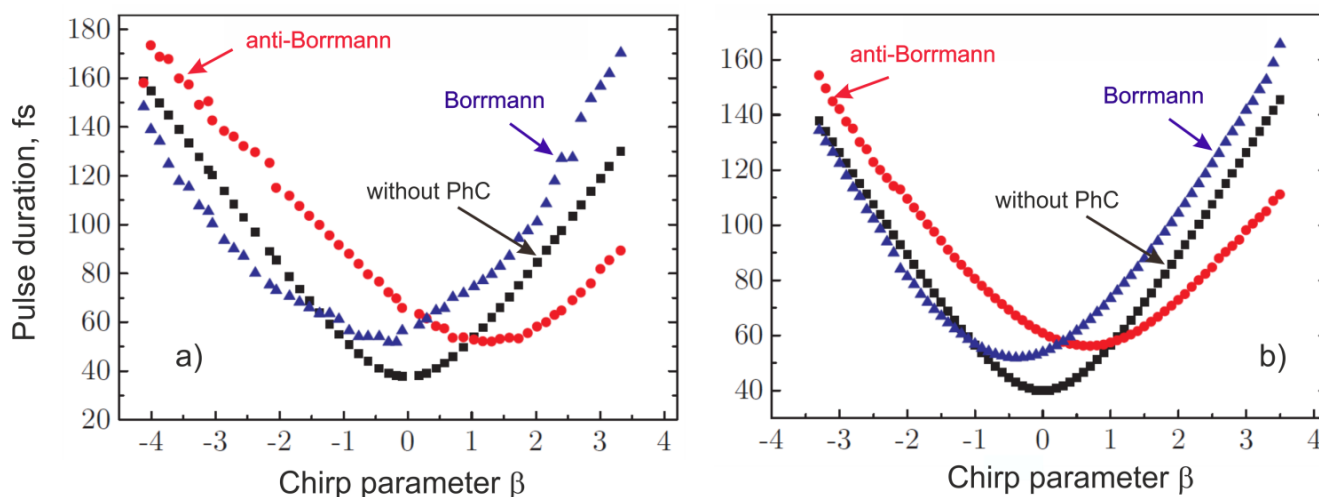 180
160
140
120
100
80
60
40
20
Pulse duration, fs
anti-Borrmann
Borrmann
without PhC
a)
-4 -3 -2 -1 0 1 2 3 4
Chirp parameter β
160
140
120
100
80
60
40
anti-Borrmann
Borrmann
without PhC
b)
-4 -3 -2 -1 0 1 2 3 4
Chirp parameter β